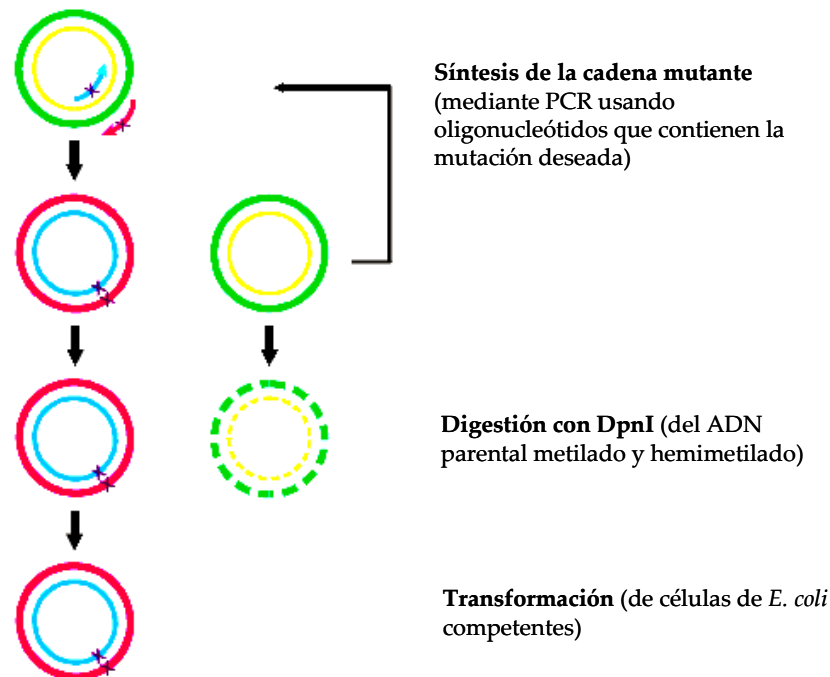 Síntesis de la cadena mutante
(mediante PCR usando
oligonucleótidos que contienen la
mutación deseada)
Digestión con DpnI (del ADN
parental metilado y hemimetilado)
Transformación (de células de E. coli
competentes)